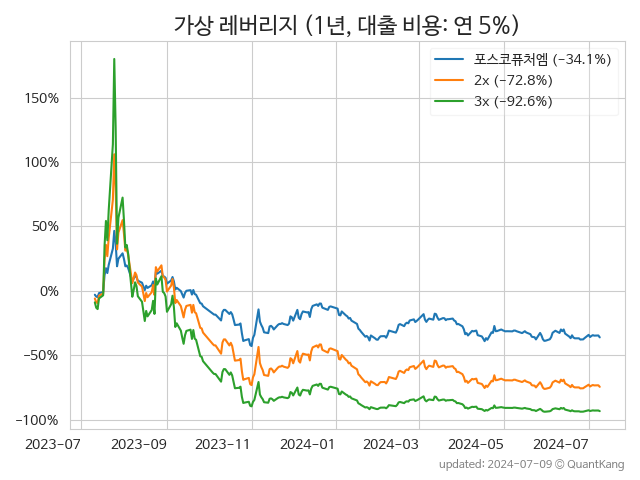 가상 레버리지 (1년, 대출 비용: 연 5%)
포스코퓨처엠 (−34.1%)
2x (−72.8%)
3x (−92.6%)
150%
100%
50%
0%
−50%
−100%
2023-07 2023-09 2023-11 2024-01 2024-03 2024-05 2024-07
updated: 2024-07-09 © QuantKang